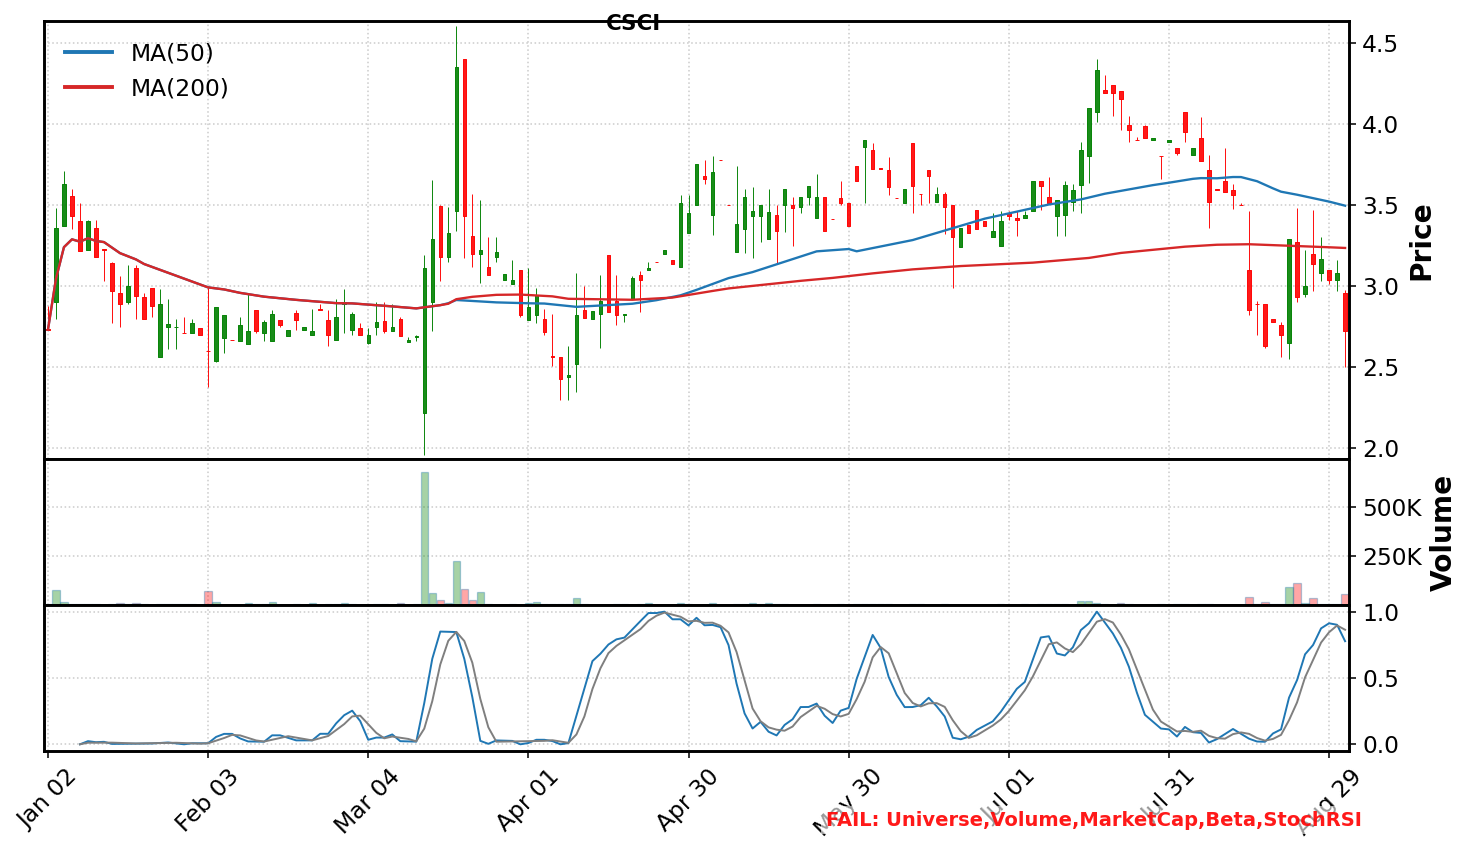 CSCI
MA(50)
MA(200)
4.5
4.0
3.5
3.0
2.5
2.0
Price
500K
250K
Volume
1.0
0.5
0.0
Jan 02
Feb 03
Mar 04
Apr 01
Apr 30
May 30
Jul 01
Jul 31
Aug 29
FAIL: Universe,Volume,MarketCap,Beta,StochRSI